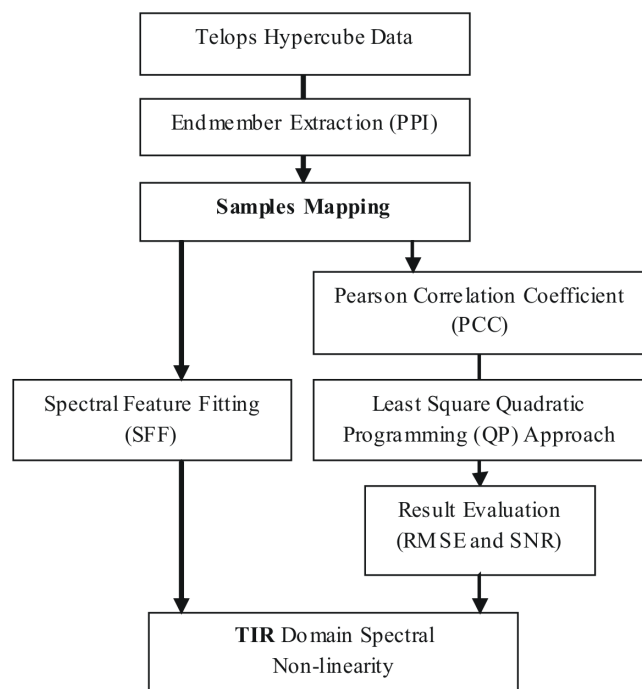 Telops Hypercube Data
Endmember Extraction (PPI)
Samples Mapping
Pearson Correlation Coefficient
(PCC)
Spectral Feature Fitting
(SFF)
Least Square Quadratic
Programming (QP) Approach
Result Evaluation
(RMSE and SNR)
TIR Domain Spectral
Non-linearity